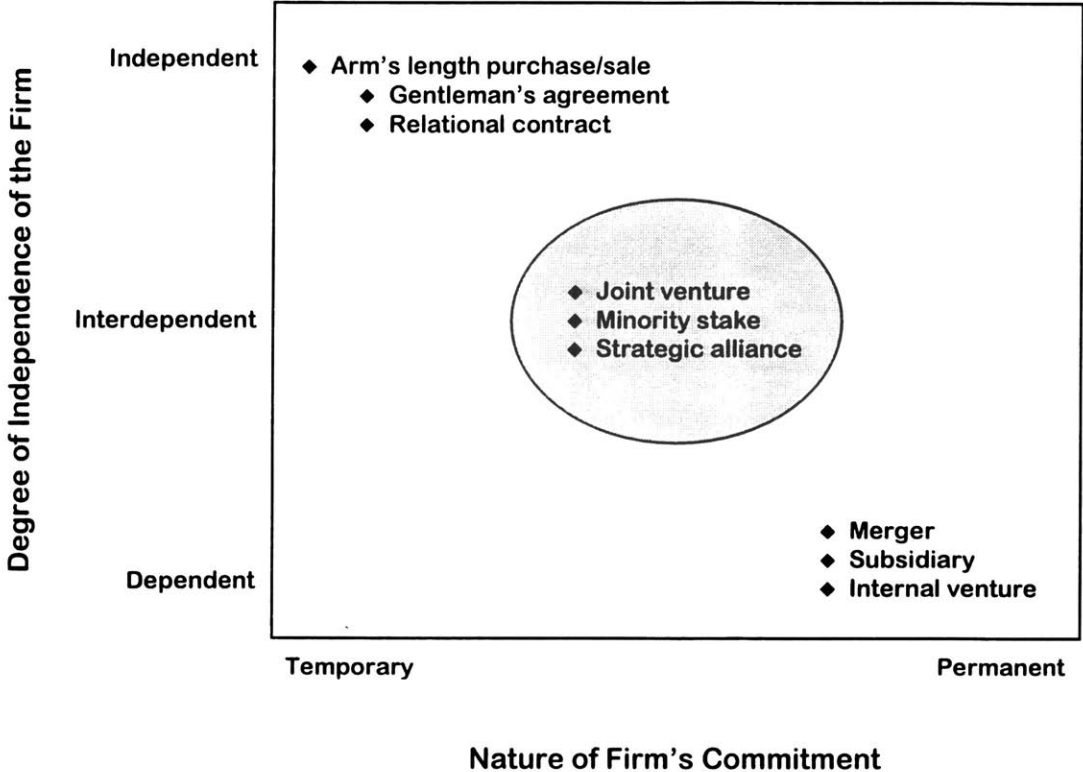 Degree of Independence of the Firm
Independent
◆ Arm's length purchase/sale
◆ Gentleman's agreement
◆ Relational contract
Interdependent
◆ Joint venture
◆ Minority stake
◆ Strategic alliance
Dependent
◆ Merger
◆ Subsidiary
◆ Internal venture
Temporary
Permanent
Nature of Firm's Commitment